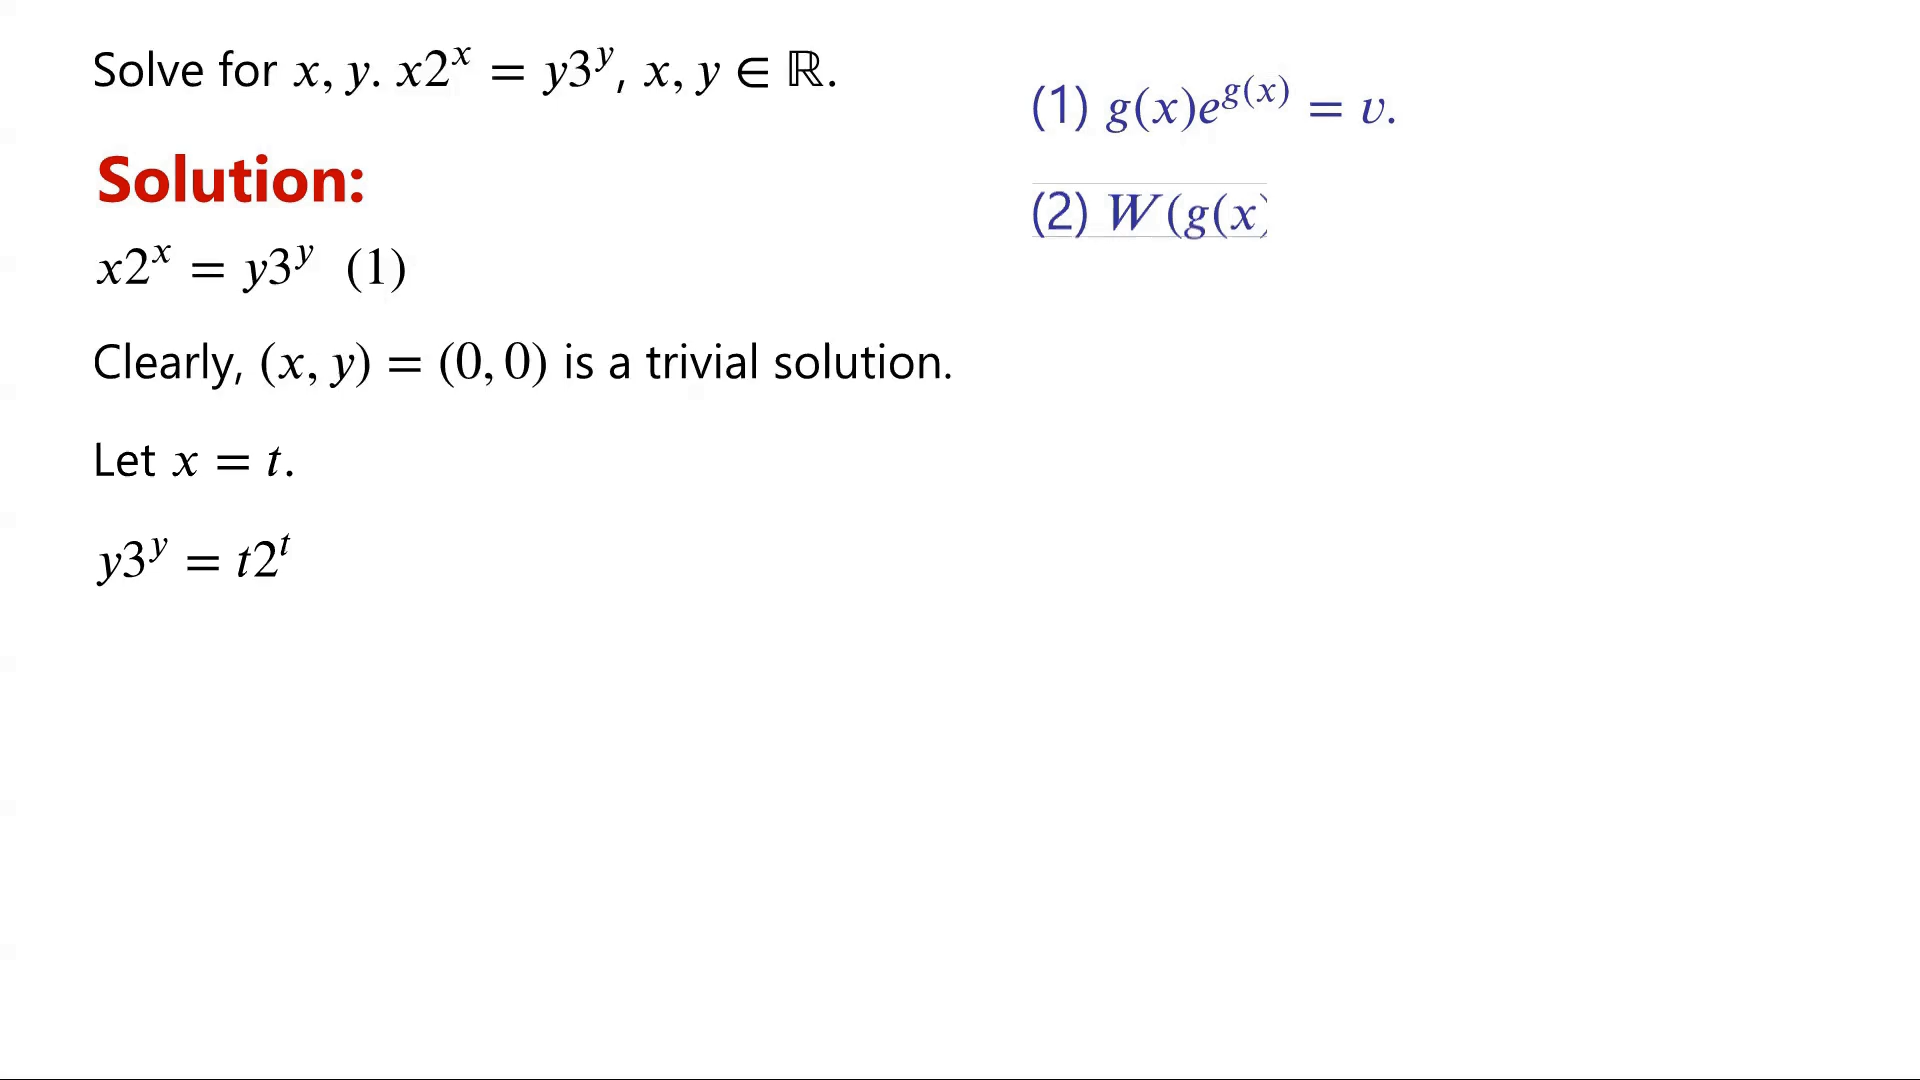 Solve for x, y. x2^x = y3^y, x, y ∈ ℝ.
Solution:
x2^x = y3^y (1)
Clearly, (x, y) = (0, 0) is a trivial solution.
Let x = t.
y3^y = t2^t
(1) g(x)e^{g(x)} = v.
(2) W(g(x)